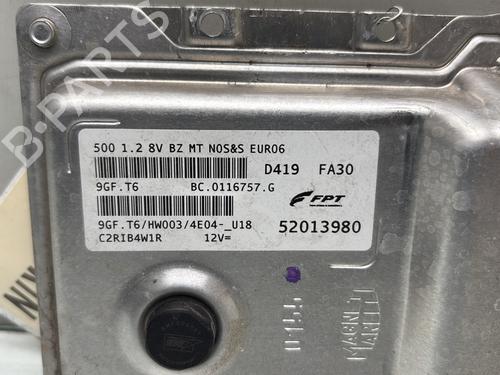 B-PARTS
500 1.2 8V BZ MT NOS&S EURO6
D419 FA30
9GF.T6 BC.0116757.G
FPT
9GF.T6/HW003/4E04-_U18 52013980
C2RIB4W1R 12V=
D155
MAGNETI
MARELLI